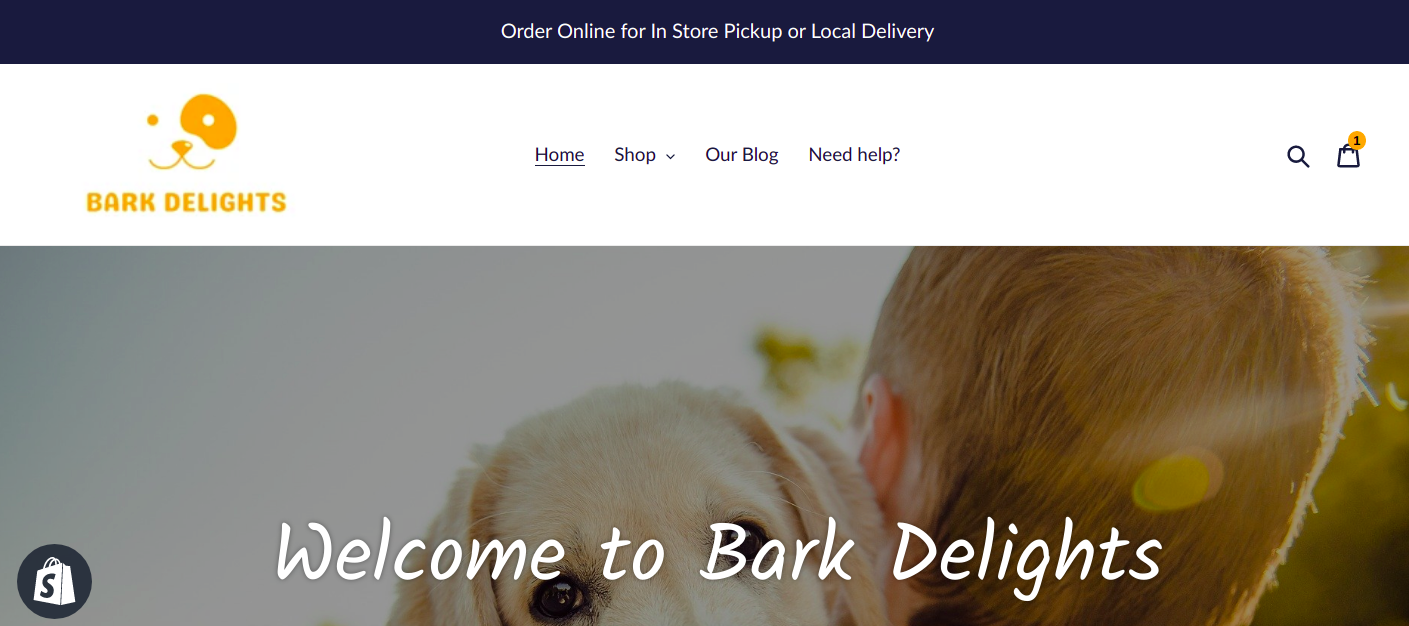 Order Online for In Store Pickup or Local Delivery
BARK DELIGHTS
Home Shop Our Blog Need help?
1
Welcome to Bark Delights
S